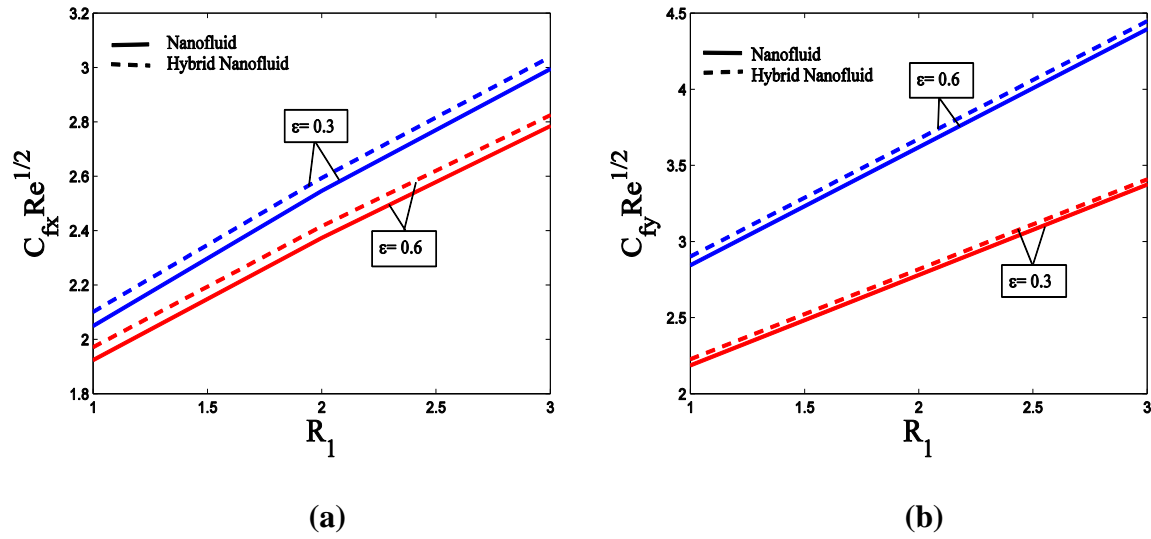 3.2
3
2.8
2.6
2.4
2.2
2
1.8
1
1.5
2
2.5
3
C_fx Re^1/2
R_1
Nanofluid
Hybrid Nanofluid
ε= 0.3
ε= 0.6
(a)
4.5
4
3.5
3
2.5
2
1
1.5
2
2.5
3
C_fy Re^1/2
R_1
Nanofluid
Hybrid Nanofluid
ε= 0.6
ε= 0.3
(b)